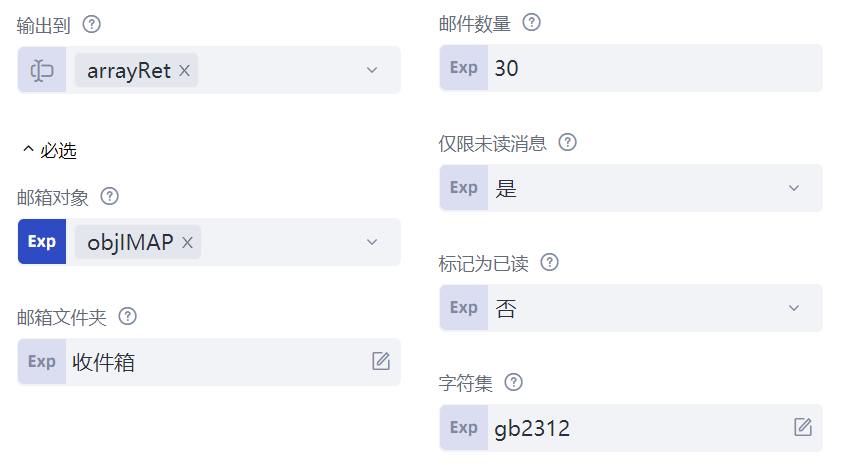 输出到
arrayRet
必选
邮箱对象
Exp objIMAP
邮箱文件夹
Exp 收件箱
邮件数量
Exp 30
仅限未读消息
Exp 是
标记为已读
Exp 否
字符集
Exp gb2312